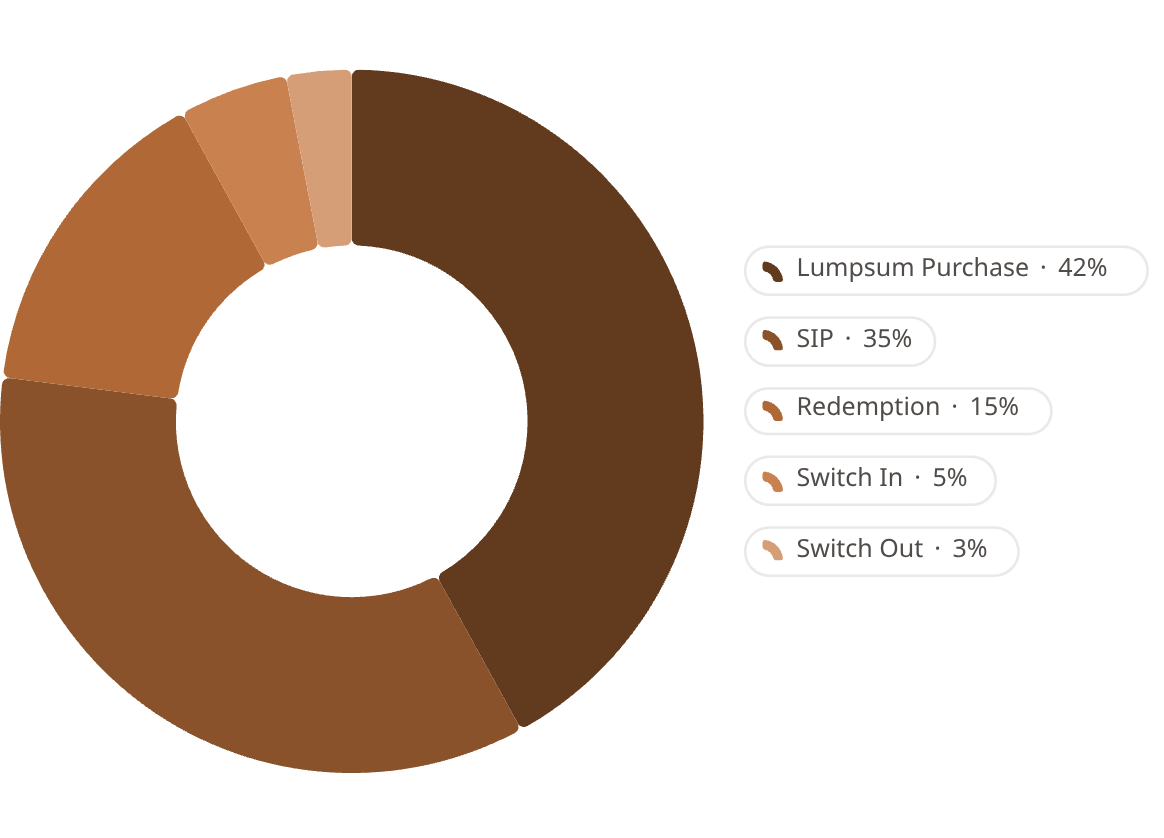 Lumpsum Purchase · 42%
SIP · 35%
Redemption · 15%
Switch In · 5%
Switch Out · 3%